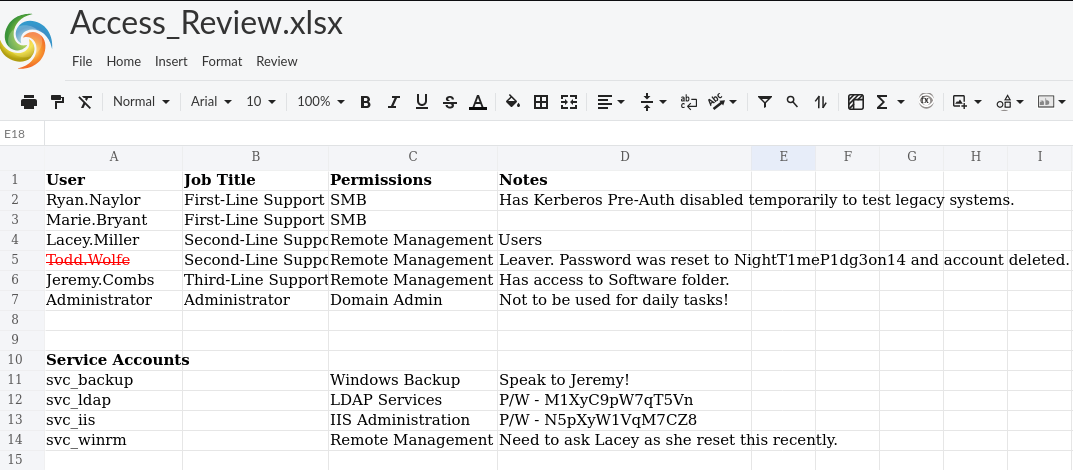 Access_Review.xlsx
File Home Insert Format Review
Normal Arial 10 100% B I U S A
E18
A B C D E F G H I
1 User Job Title Permissions Notes
2 Ryan.Naylor First-Line Support SMB Has Kerberos Pre-Auth disabled temporarily to test legacy systems.
3 Marie.Bryant First-Line Support SMB
4 Lacey.Miller Second-Line Suppo Remote Management Users
5 Todd.Wolfe Second-Line Suppo Remote Management Leaver. Password was reset to NightT1meP1dg3on14 and account deleted.
6 Jeremy.Combs Third-Line Support Remote Management Has access to Software folder.
7 Administrator Administrator Domain Admin Not to be used for daily tasks!
8
9
10 Service Accounts
11 svc_backup Windows Backup Speak to Jeremy!
12 svc_ldap LDAP Services P/W - M1XyC9pW7qT5Vn
13 svc_iis IIS Administration P/W - N5pXyW1VqM7CZ8
14 svc_winrm Remote Management Need to ask Lacey as she reset this recently.
15